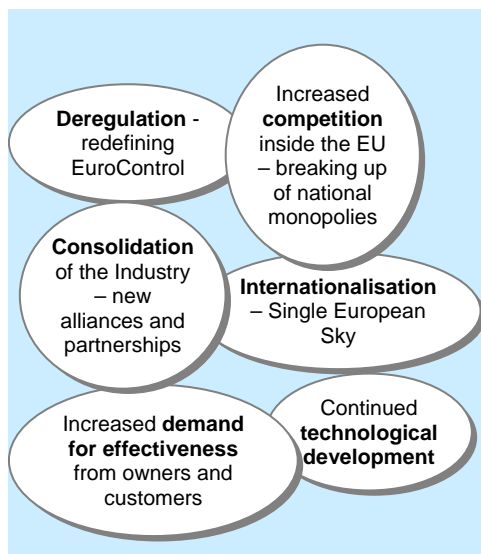 Deregulation -
redefining
EuroControl
Increased
competition
inside the EU
– breaking up
of national
monopolies
Consolidation
of the Industry
– new
alliances and
partnerships
Internationalisation
– Single European
Sky
Increased demand
for effectiveness
from owners and
customers
Continued
technological
development